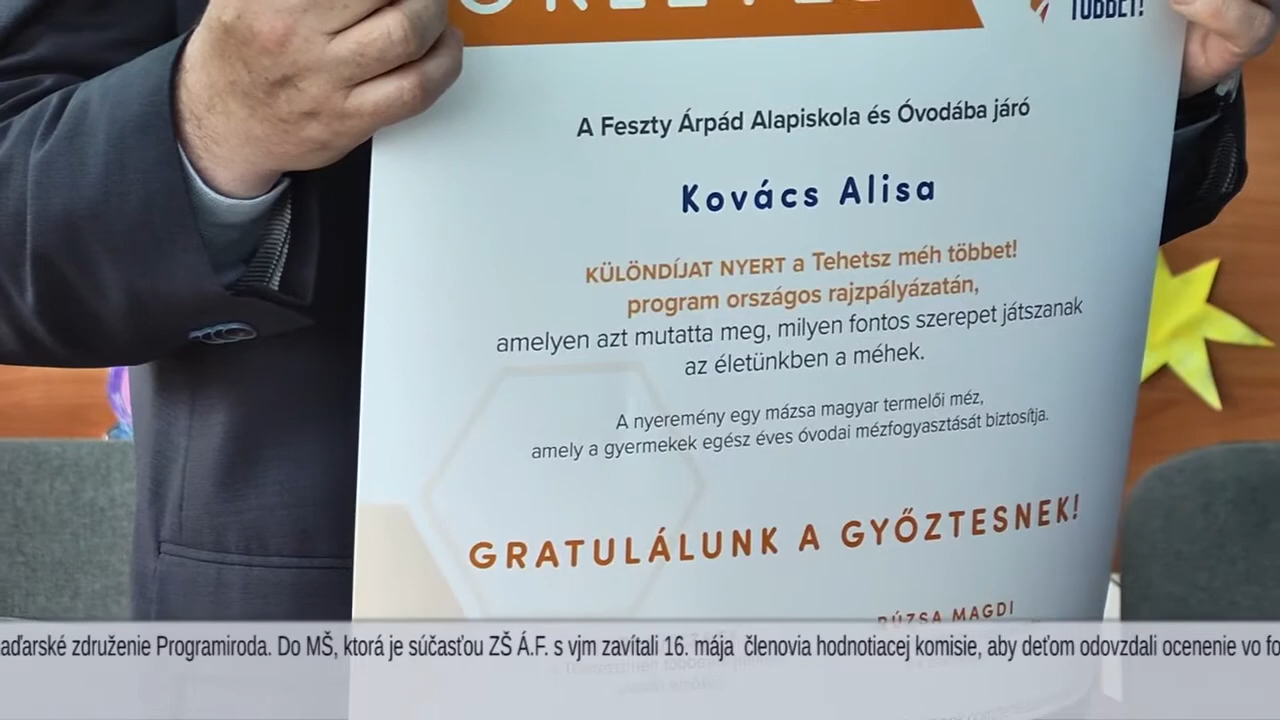 TÖBBET!
A Feszty Árpád Alapiskola és Óvodába járó
Kovács Alisa
KÜLÖNDÍJAT NYERT a Tehetsz méh többet!
program országos rajzpályázatán,
amelyen azt mutatta meg, milyen fontos szerepet játszanak
az életünkben a méhek.
A nyeremény egy mázsa magyar termelői méz,
amely a gyermekek egész éves óvodai mézfogyasztását biztosítja.
GRATULÁLUNK A GYŐZTESNEK!
RÚZSA MAGDI
aďarské združenie Programiroda. Do MŠ, ktorá je súčasťou ZŠ Á.F. s vjm zavítali 16. mája členovia hodnotiacej komisie, aby deťom odovzdali ocenenie vo fo